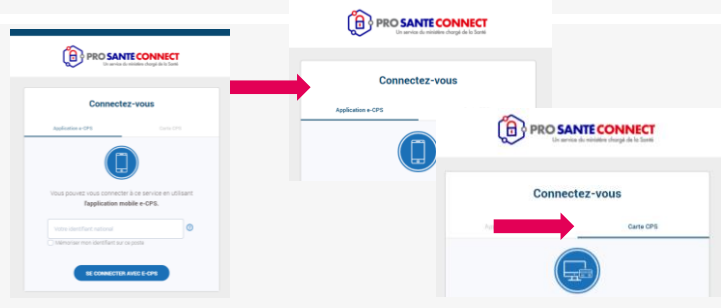 PRO SANTE CONNECT
Un service du ministère chargé de la Santé
Connectez-vous
Application e-CPS
Carte CPS
Vous pouvez vous connecter à ce service en utilisant
l'application mobile e-CPS.
Votre identifiant national
Mémoriser mon identifiant sur ce poste
SE CONNECTER AVEC E-CPS
PRO SANTE CONNECT
Un service du ministère chargé de la Santé
Connectez-vous
Application e-CPS
PRO SANTE CONNECT
Un service du ministère chargé de la Santé
Connectez-vous
Carte CPS